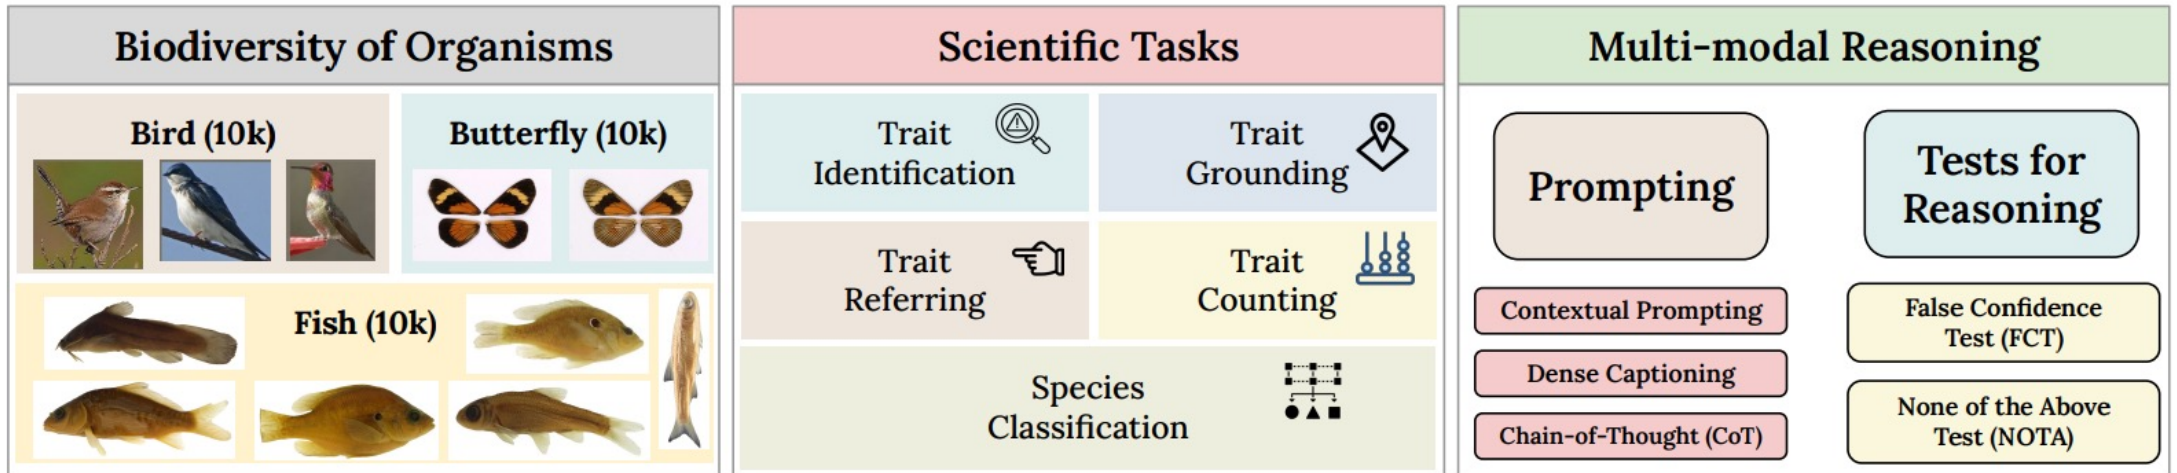 Biodiversity of Organisms
Bird (10k)
Butterfly (10k)
Fish (10k)
Scientific Tasks
Trait
Identification
Trait
Grounding
Trait
Referring
Trait
Counting
Species
Classification
Multi-modal Reasoning
Prompting
Contextual Prompting
Dense Captioning
Chain-of-Thought (CoT)
Tests for
Reasoning
False Confidence
Test (FCT)
None of the Above
Test (NOTA)